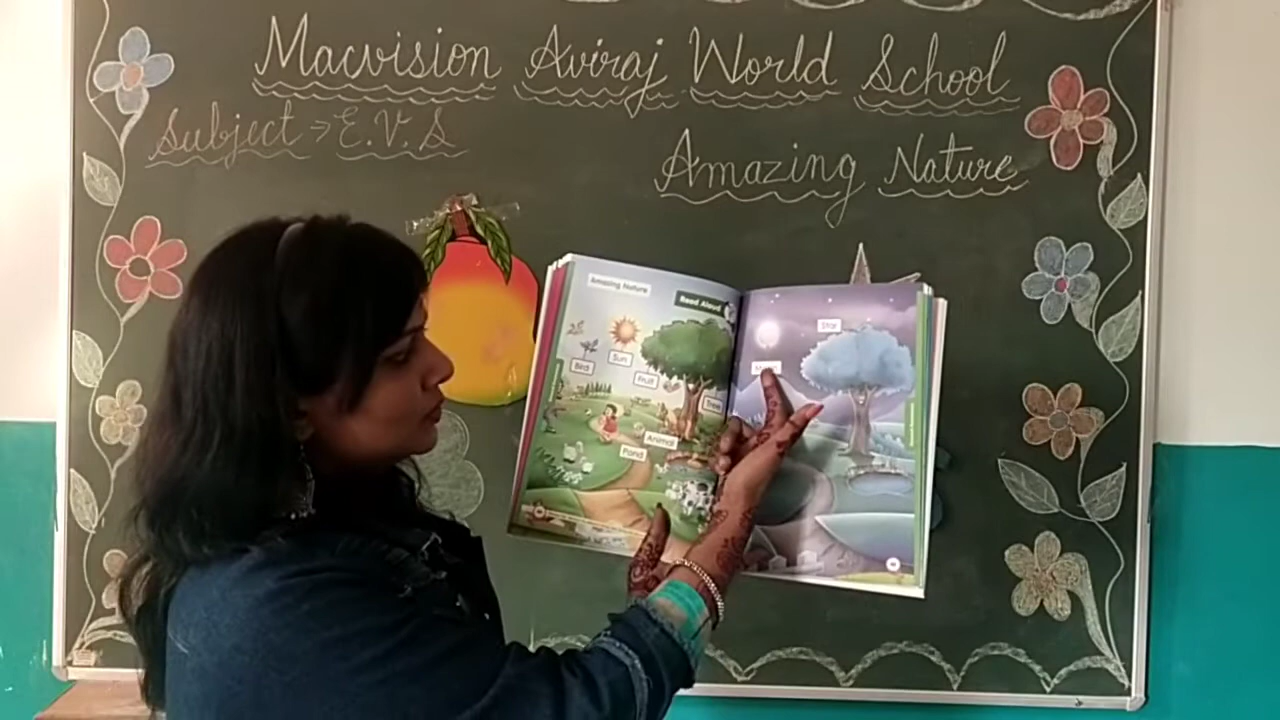 Macvision Aviraj World School
Subject → E.V.S
Amazing Nature
Amazing Nature
Read Aloud
Bird
Sun
Fruit
Tree
Animal
Pond
Star